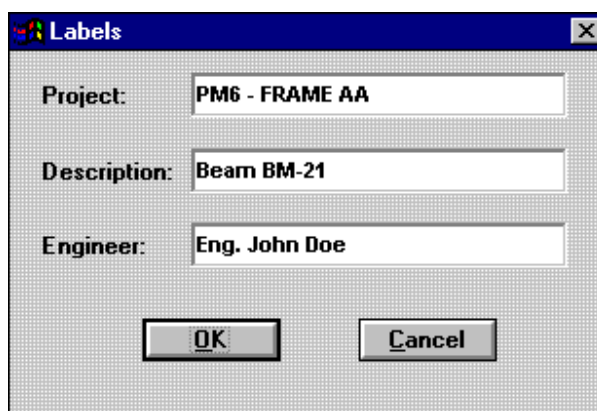 Labels
Project: PM6 - FRAME AA
Description: Beam BM-21
Engineer: Eng. John Doe
OK Cancel